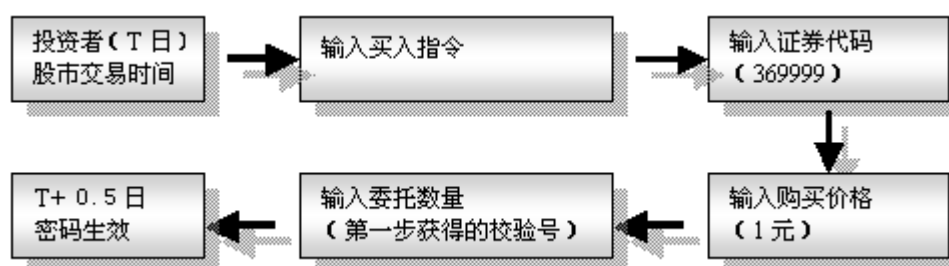 投资者(T日)
股市交易时间
输入买入指令
输入证券代码
(369999)
输入购买价格
(1元)
输入委托数量
(第一步获得的校验号)
T+0.5日
密码生效